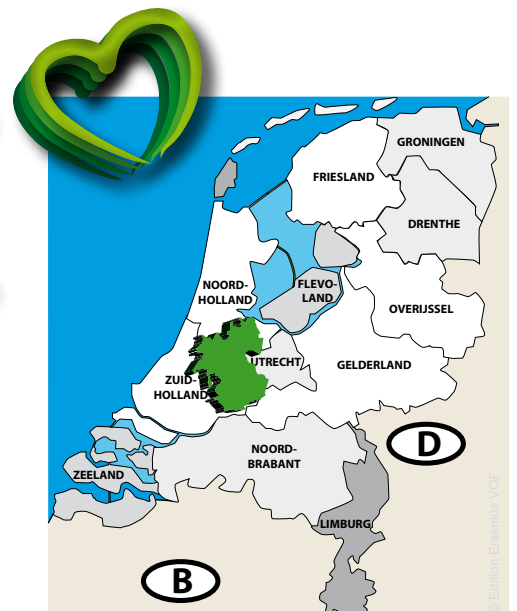 GRONINGEN
FRIESLAND
DRENTHE
NOORD-
HOLLAND
FLEVO-
LAND
OVERIJSSEL
UTRECHT
GELDERLAND
ZUID-
HOLLAND
NOORD-
BRABANT
D
ZEELAND
LIMBURG
B
© Edition Erasmus VOF